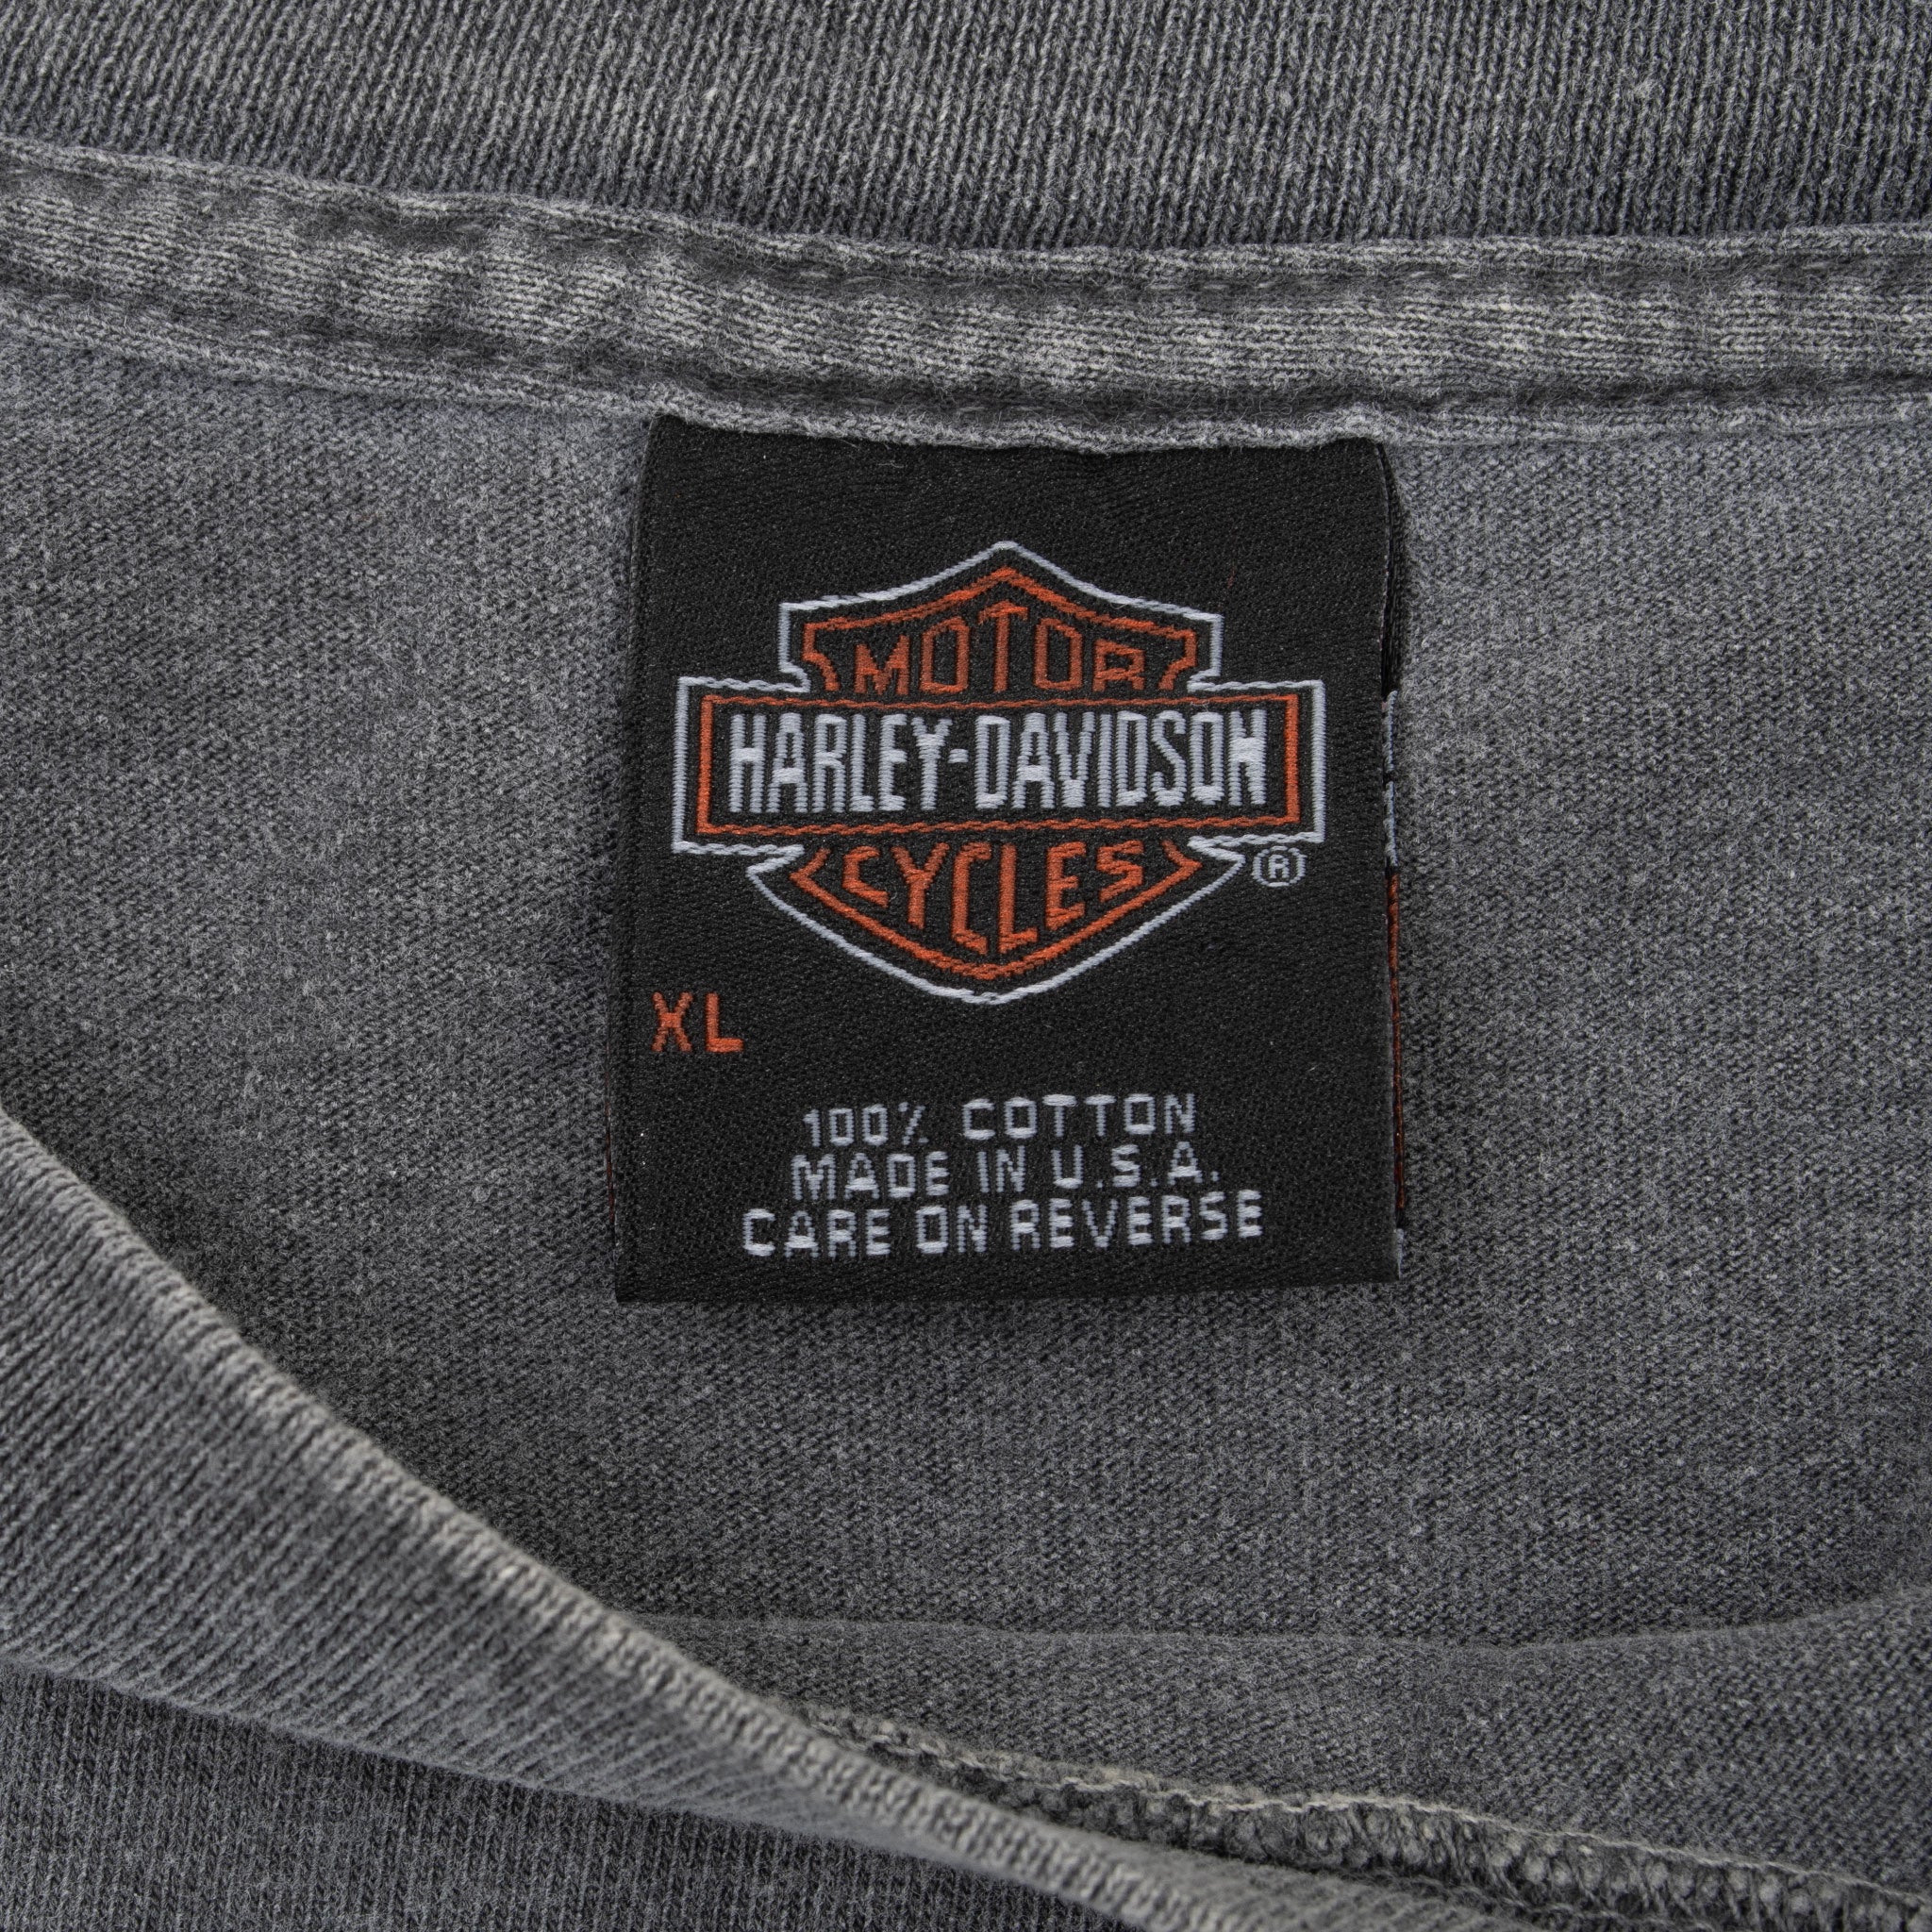 MOTOR
HARLEY-DAVIDSON
CYCLES
®
XL
100% COTTON
MADE IN U.S.A.
CARE ON REVERSE